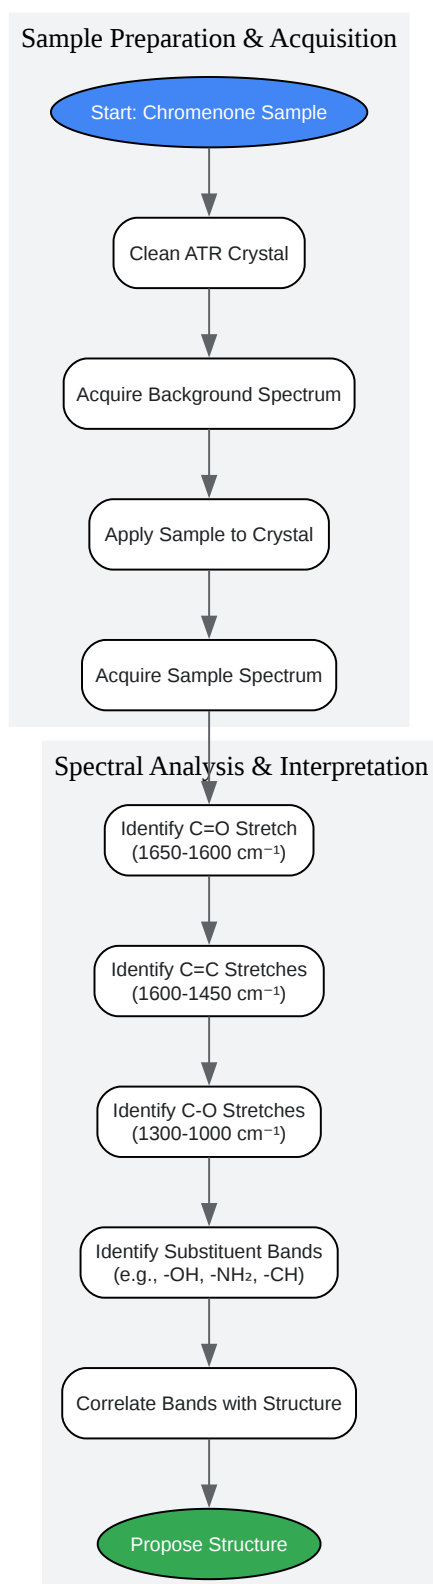 Sample Preparation & Acquisition
Start: Chromenone Sample
Clean ATR Crystal
Acquire Background Spectrum
Apply Sample to Crystal
Acquire Sample Spectrum
Spectral Analysis & Interpretation
Identify C=O Stretch
(1650-1600 cm⁻¹)
Identify C=C Stretches
(1600-1450 cm⁻¹)
Identify C-O Stretches
(1300-1000 cm⁻¹)
Identify Substituent Bands
(e.g., -OH, -NH₂, -CH)
Correlate Bands with Structure
Propose Structure